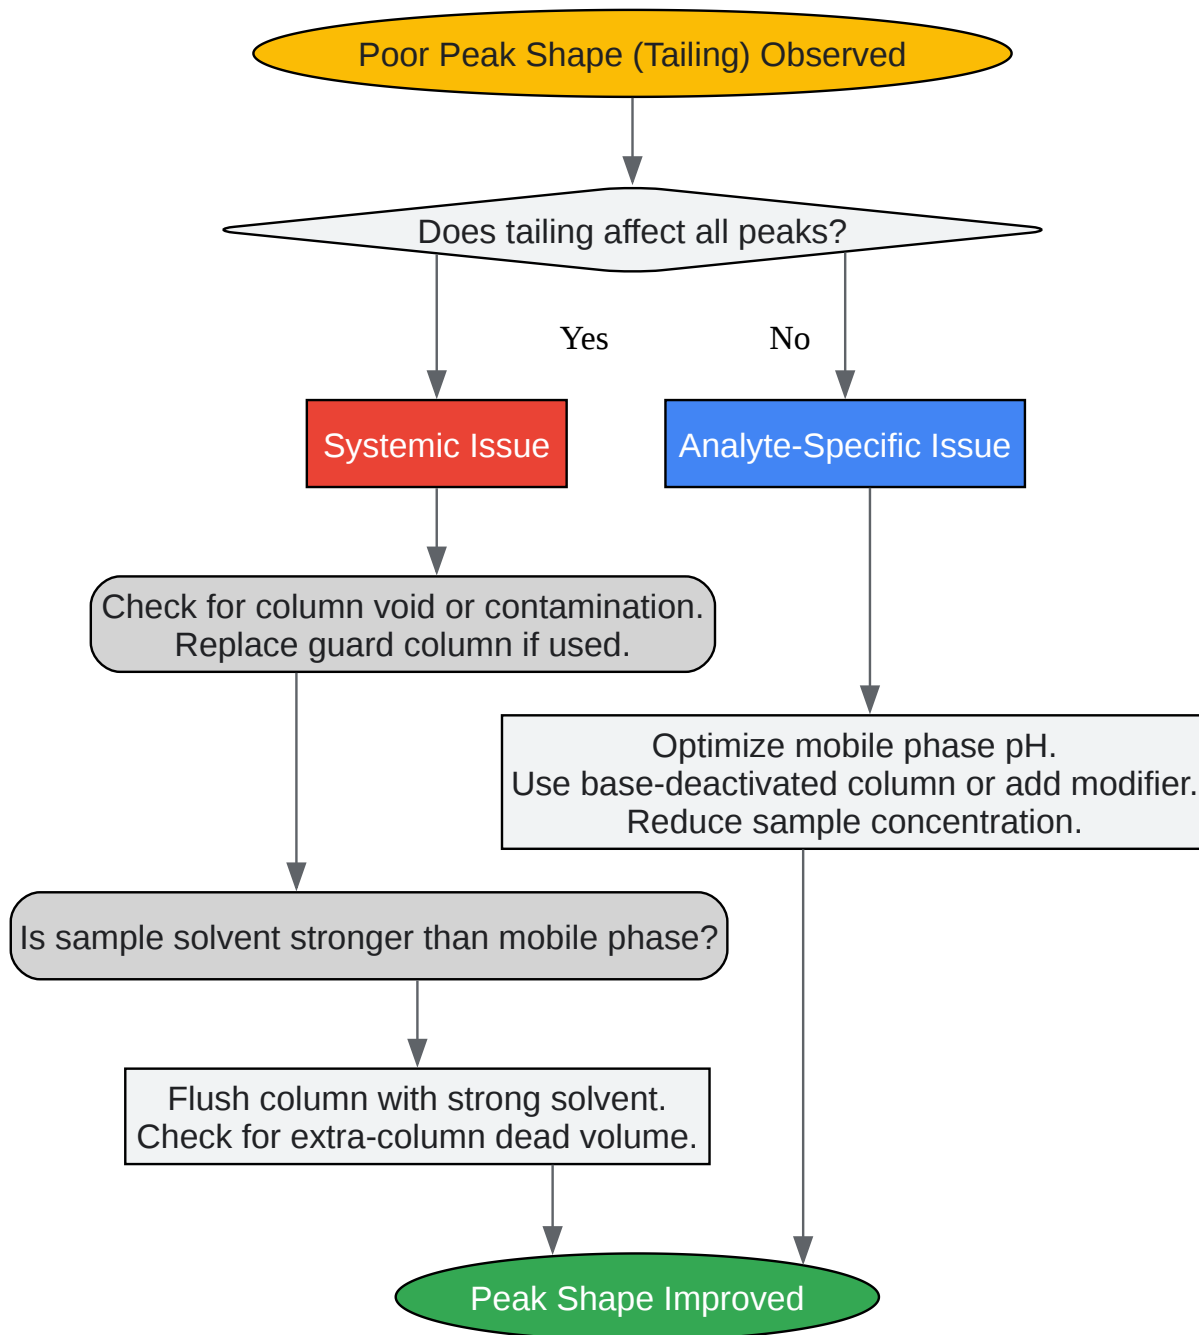 Poor Peak Shape (Tailing) Observed
Does tailing affect all peaks?
Yes
No
Systemic Issue
Analyte-Specific Issue
Check for column void or contamination.
Replace guard column if used.
Optimize mobile phase pH.
Use base-deactivated column or add modifier.
Reduce sample concentration.
Is sample solvent stronger than mobile phase?
Flush column with strong solvent.
Check for extra-column dead volume.
Peak Shape Improved